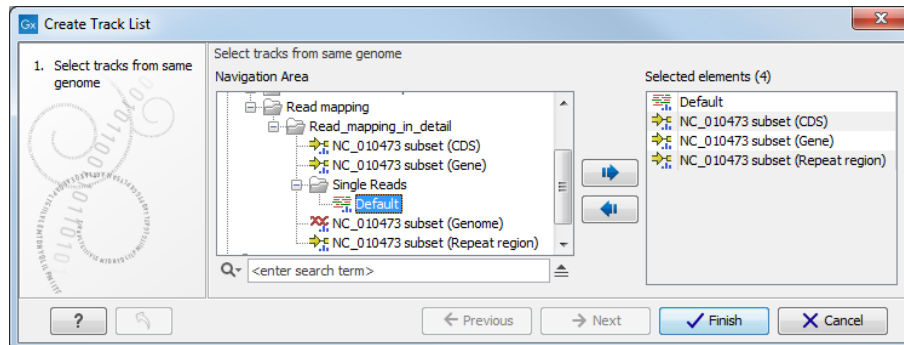 Gx Create Track List
X
1. Select tracks from same
genome
Select tracks from same genome
Navigation Area
Read mapping
Read_mapping_in_detail
NC_010473 subset (CDS)
NC_010473 subset (Gene)
Single Reads
Default
NC_010473 subset (Genome)
NC_010473 subset (Repeat region)
<enter search term>
Selected elements (4)
Default
NC_010473 subset (CDS)
NC_010473 subset (Gene)
NC_010473 subset (Repeat region)
?
Previous
Next
Finish
Cancel